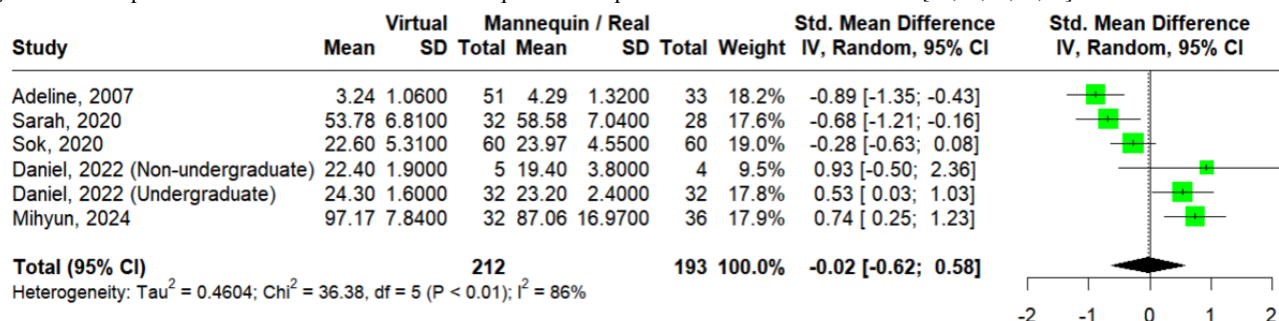 Virtual Mannequin / Real Std. Mean Difference Std. Mean Difference
Study Mean SD Total Mean SD Total Weight IV, Random, 95% CI IV, Random, 95% CI
Adeline, 2007 3.24 1.0600 51 4.29 1.3200 33 18.2% -0.89 [-1.35; -0.43]
Sarah, 2020 53.78 6.8100 32 58.58 7.0400 28 17.6% -0.68 [-1.21; -0.16]
Sok, 2020 22.60 5.3100 60 23.97 4.5500 60 19.0% -0.28 [-0.63; 0.08]
Daniel, 2022 (Non-undergraduate) 22.40 1.9000 5 19.40 3.8000 4 9.5% 0.93 [-0.50; 2.36]
Daniel, 2022 (Undergraduate) 24.30 1.6000 32 23.20 2.4000 32 17.8% 0.53 [ 0.03; 1.03]
Mihyun, 2024 97.17 7.8400 32 87.06 16.9700 36 17.9% 0.74 [ 0.25; 1.23]
Total (95% CI) 212 193 100.0% -0.02 [-0.62; 0.58]
Heterogeneity: Tau² = 0.4604; Chi² = 36.38, df = 5 (P < 0.01); I² = 86%
-2 -1 0 1 2